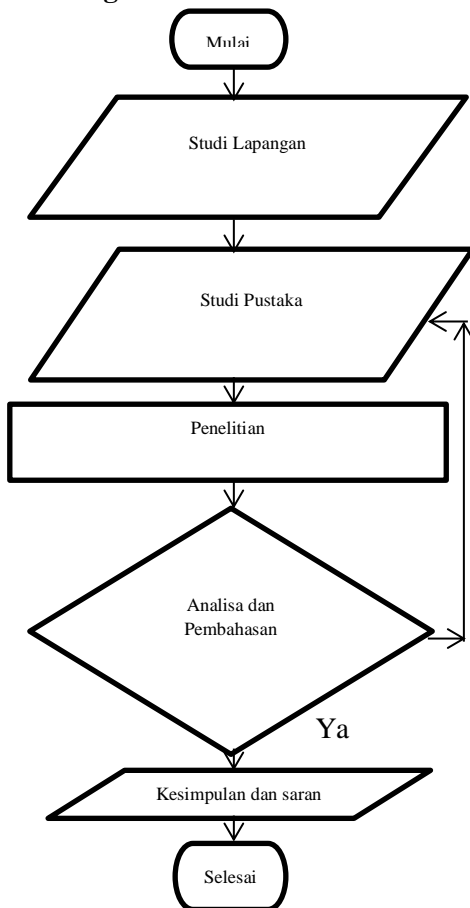 Mulai
Studi Lapangan
Studi Pustaka
Penelitian
Analisa dan
Pembahasan
Ya
Kesimpulan dan saran
Selesai